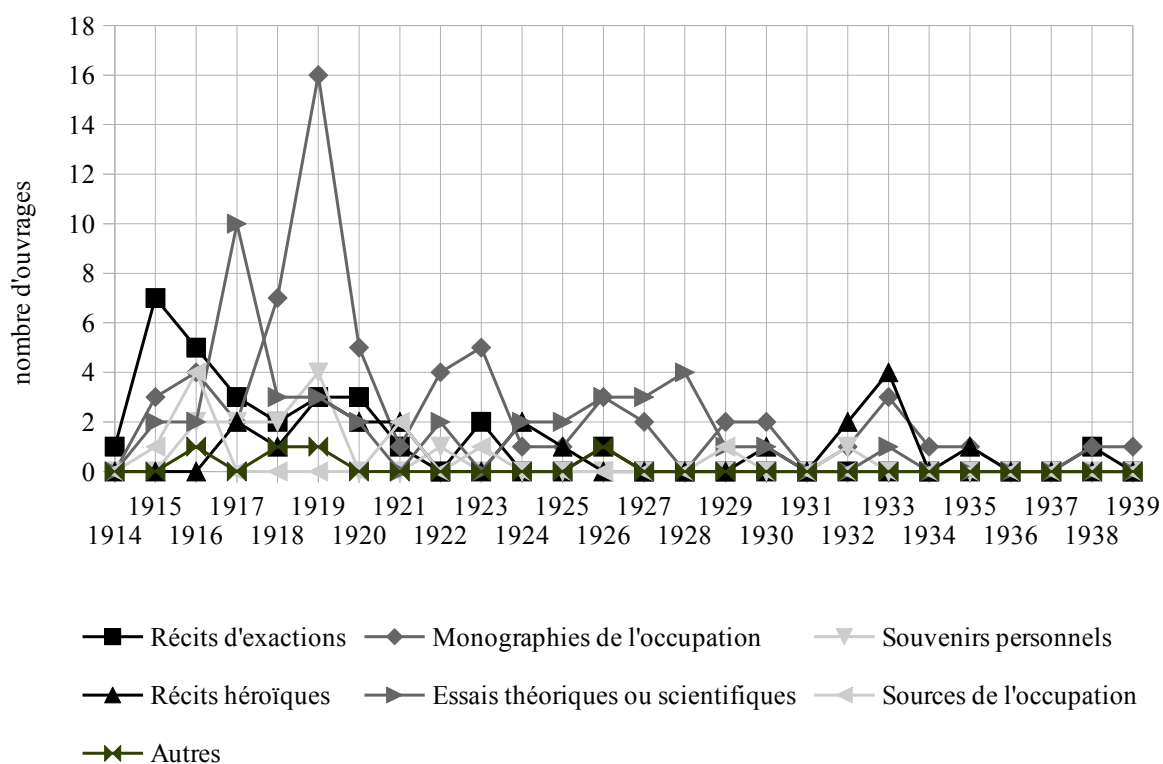 18
16
14
12
10
8
6
4
2
0
nombre d'ouvrages
1915 1917 1919 1921 1923 1925 1927 1929 1931 1933 1935 1937 1939
1914 1916 1918 1920 1922 1924 1926 1928 1930 1932 1934 1936 1938
Récits d'exactions Monographies de l'occupation Souvenirs personnels
Récits héroïques Essais théoriques ou scientifiques Sources de l'occupation
Autres